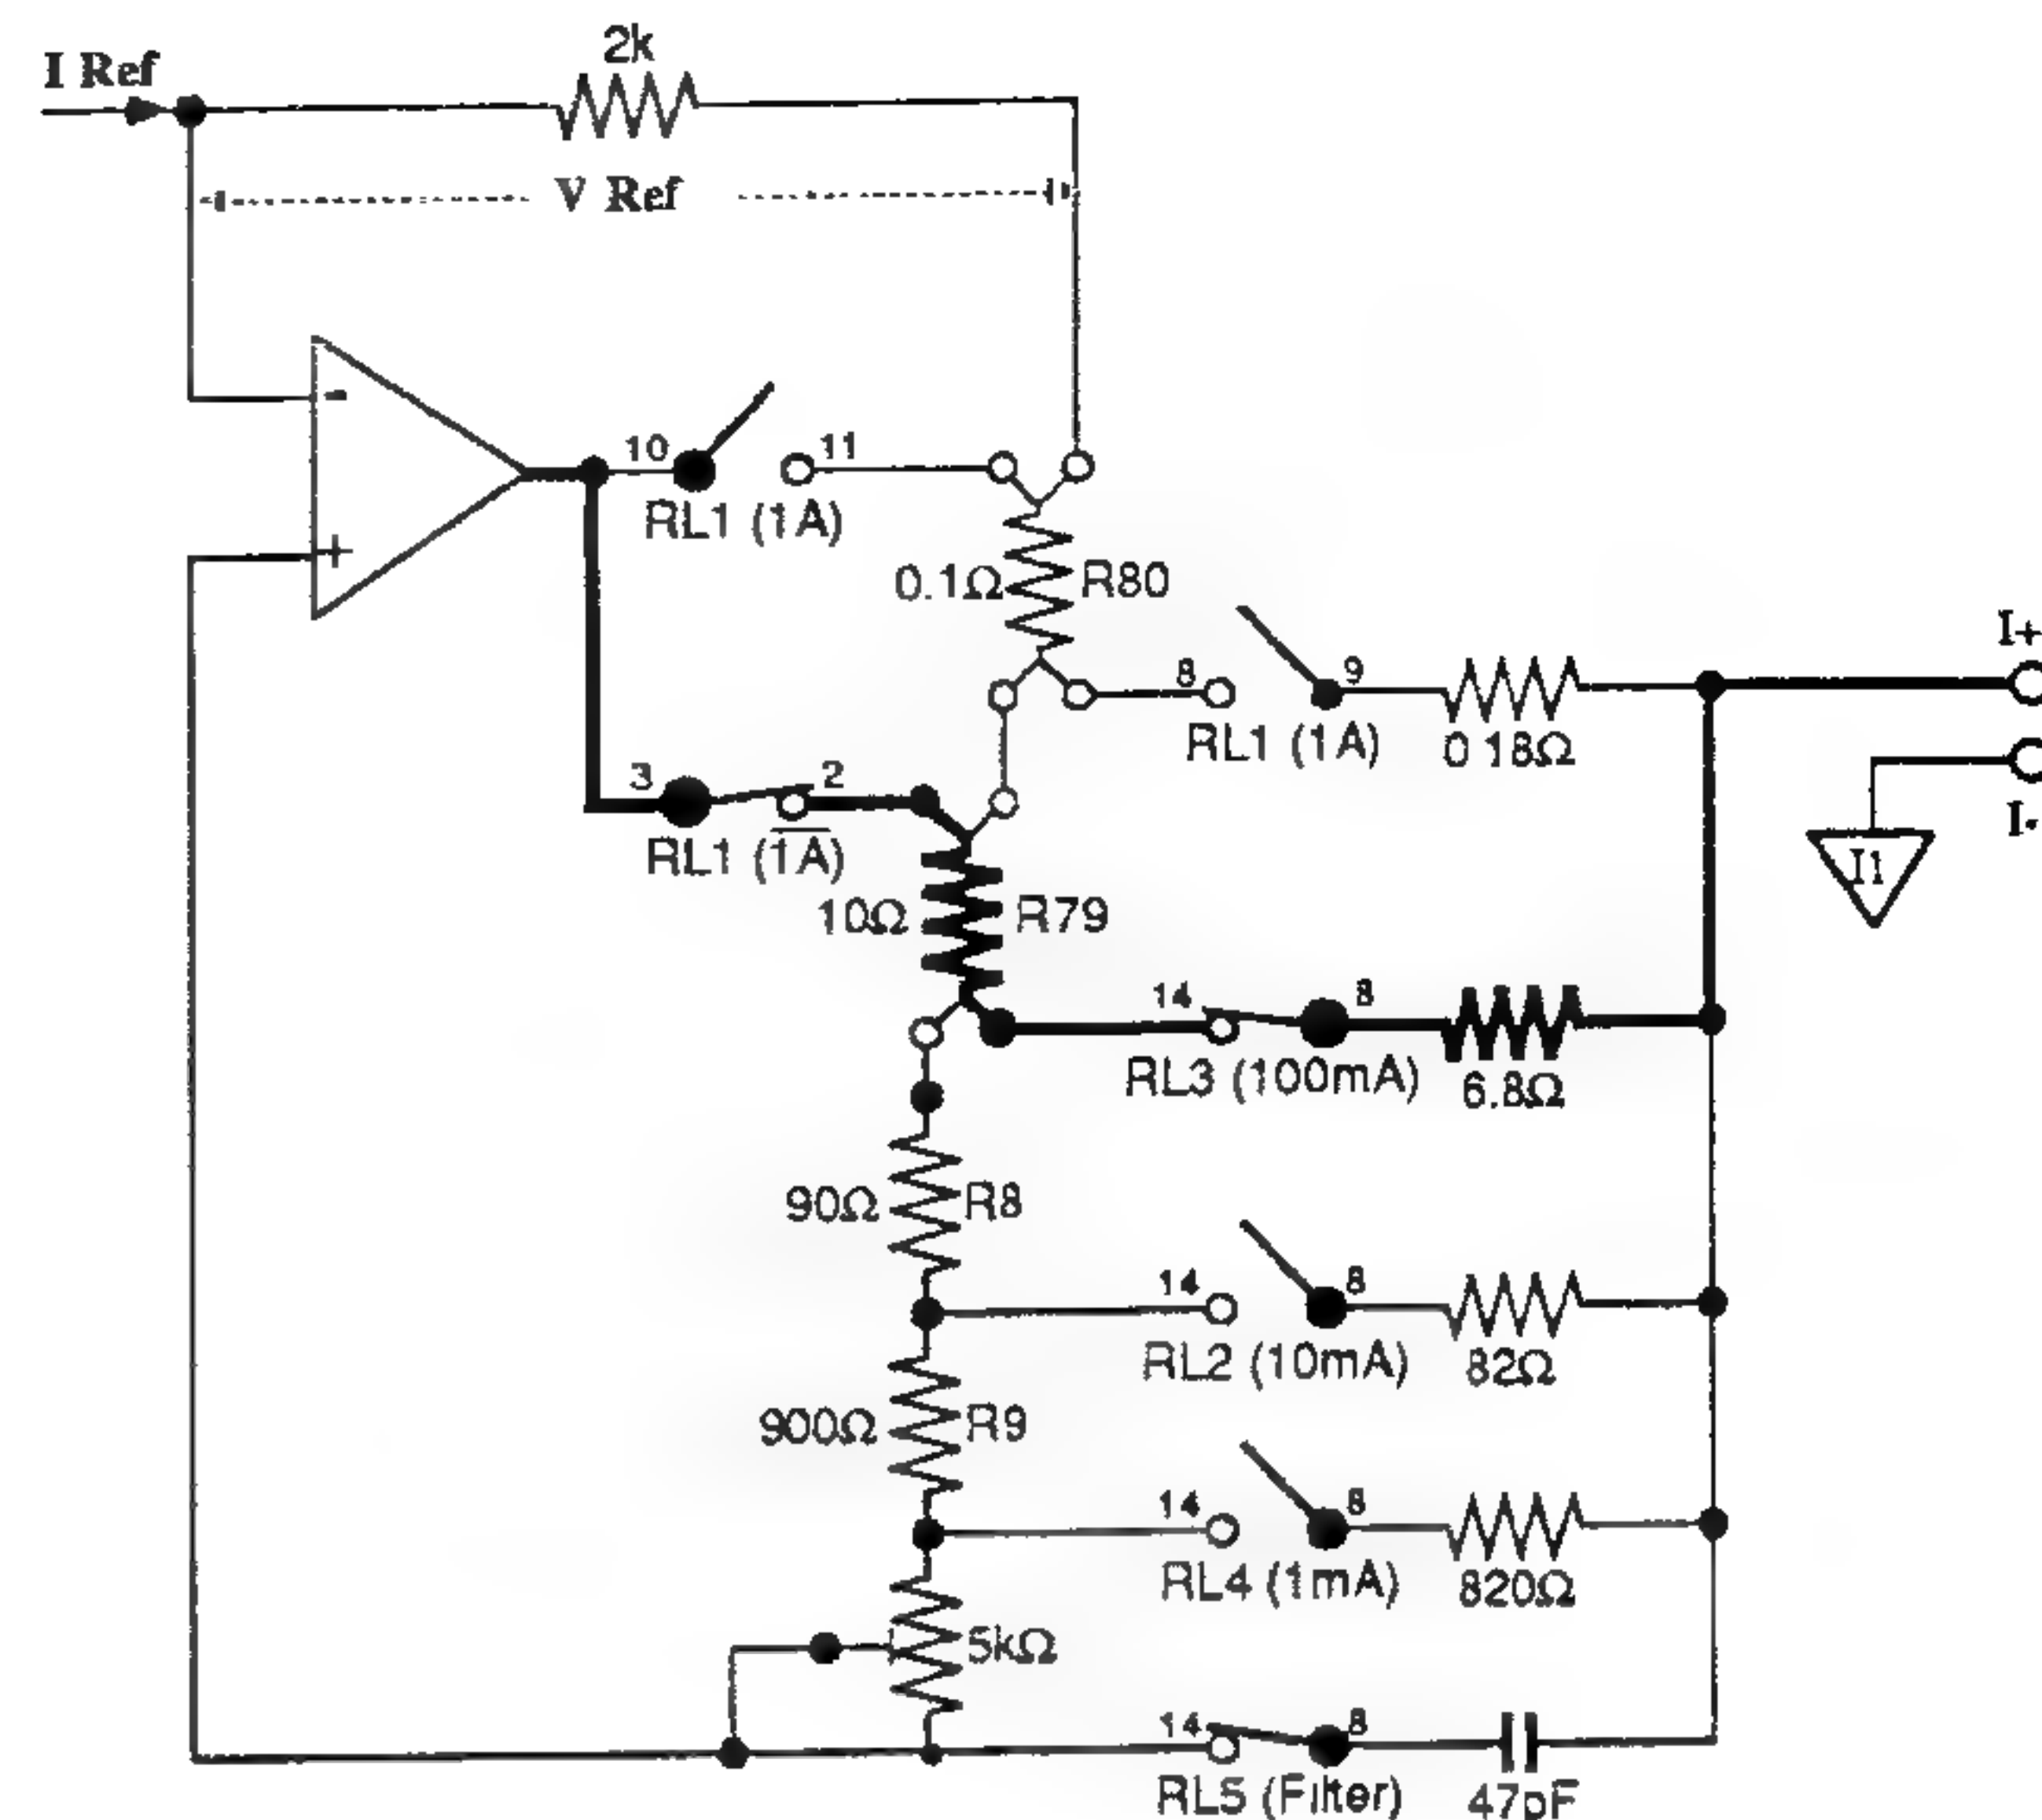 2k
I Ref
V Ref
-
10
11
RL1 (1A)
+
0.1Ω
R80
I+
8
9
RL1 (1A)
0 18Ω
I-
3
2
RL1 (1A)
I1
10Ω
R79
14
8
RL3 (100mA)
6.8Ω
90Ω
R8
14
8
RL2 (10mA)
82Ω
900Ω
R9
14
8
RL4 (1mA)
820Ω
5kΩ
14
8
RL5 (Filter)
47pF